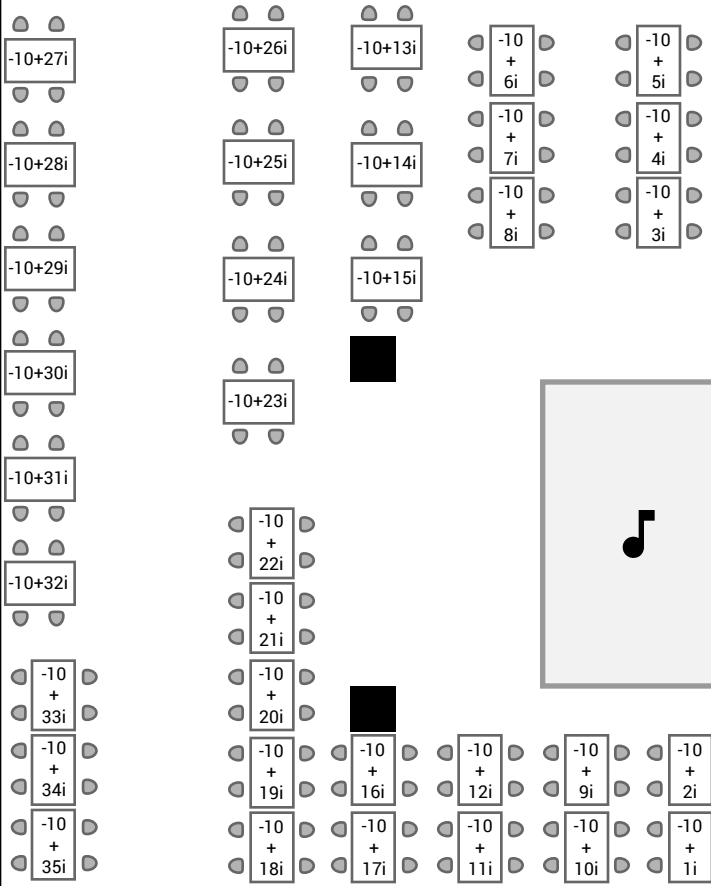 -10+27i
-10+26i
-10+13i
-10
+
6i
-10
+
5i
-10
+
7i
-10
+
4i
-10+28i
-10+25i
-10+14i
-10
+
8i
-10
+
3i
-10+29i
-10+24i
-10+15i
-10+30i
-10+23i
-10+31i
-10
+
22i
-10+32i
-10
+
21i
-10
+
33i
-10
+
20i
-10
+
34i
-10
+
19i
-10
+
16i
-10
+
12i
-10
+
9i
-10
+
2i
-10
+
35i
-10
+
18i
-10
+
17i
-10
+
11i
-10
+
10i
-10
+
1i